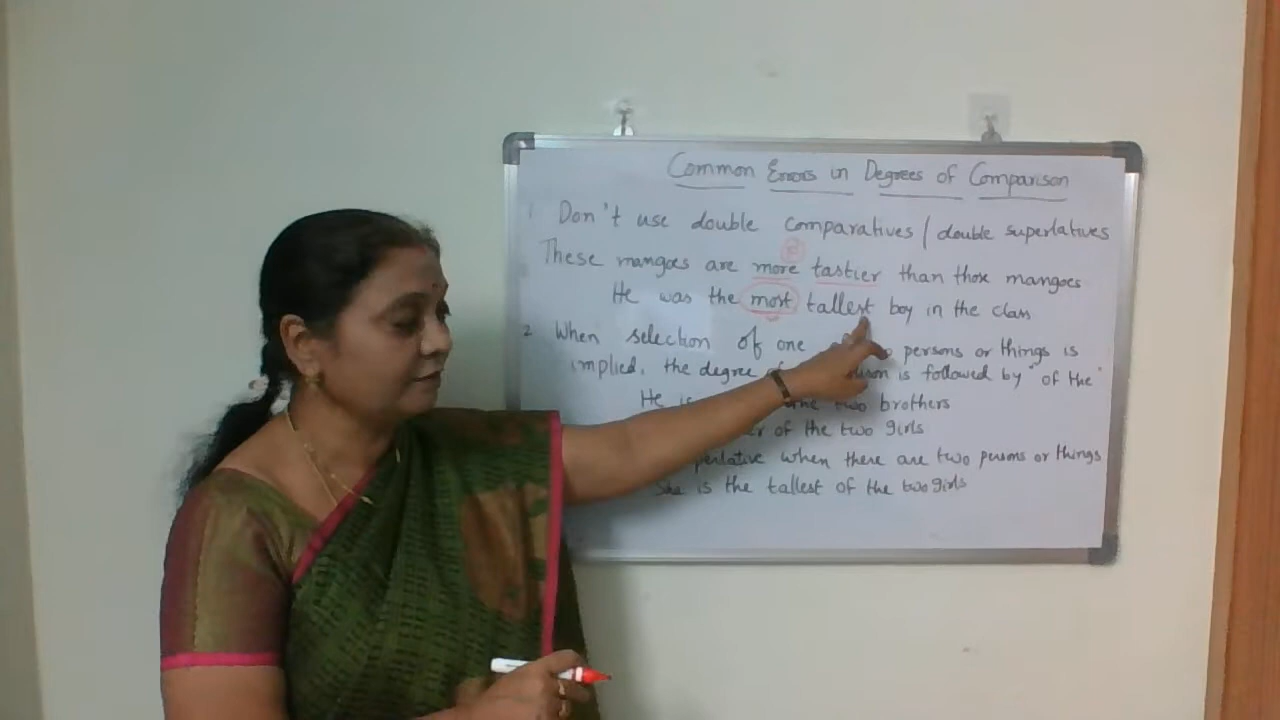 Common Errors in Degrees of Comparison
1 Don't use double comparatives / double superlatives
These mangoes are more tastier than those mangoes
He was the most tallest boy in the class
2 When selection of one persons or things is
implied, the degree is followed by "of the"
He is two brothers
of the two girls
when there are two persons or things
She is the tallest of the two girls